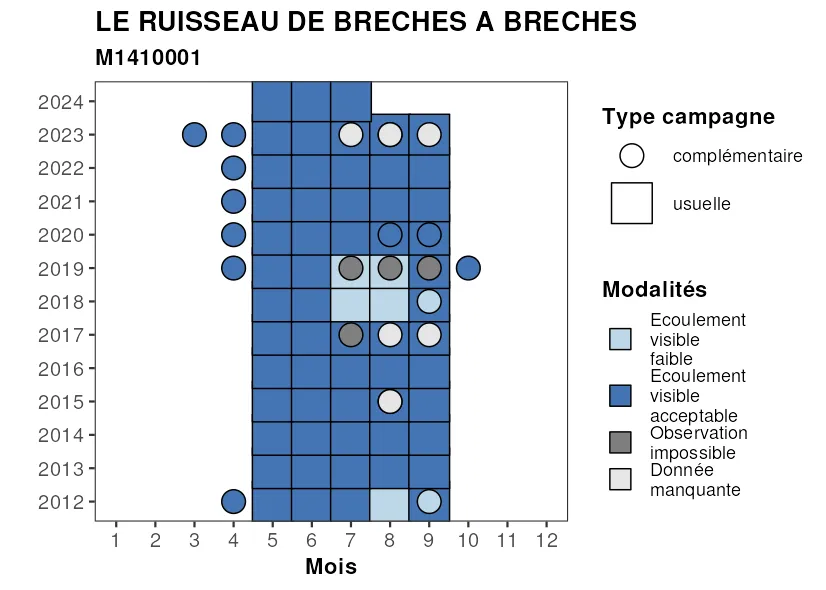 LE RUISSEAU DE BRECHES A BRECHES
M1410001
2024
2023
2022
2021
2020
2019
2018
2017
2016
2015
2014
2013
2012
1 2 3 4 5 6 7 8 9 10 11 12
Mois
Type campagne
complémentaire
usuelle
Modalités
Ecoulement
visible
faible
Ecoulement
visible
acceptable
Observation
impossible
Donnée
manquante